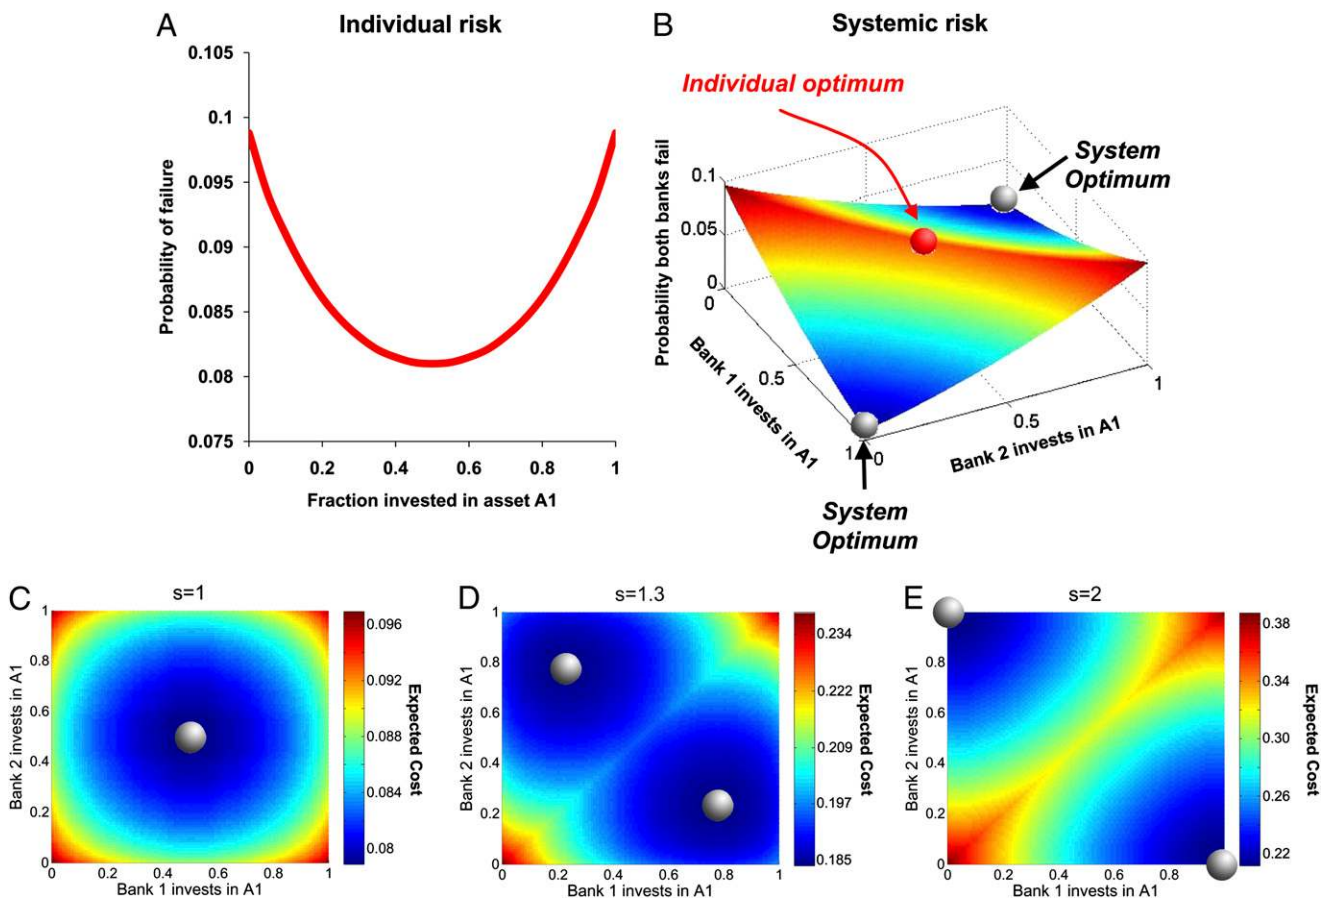 A
Individual risk
0.105
0.1
0.095
0.09
0.085
0.08
0.075
Probability of failure
0
0.2
0.4
0.6
0.8
1
Fraction invested in asset A1
B
Systemic risk
Individual optimum
System
Optimum
0.1
0.05
0
Probability both banks fail
0
0.5
1
Bank 1 invests in A1
0
0.5
1
Bank 2 invests in A1
System
Optimum
C
s=1
1
0.8
0.6
0.4
0.2
0
Bank 2 invests in A1
0
0.2
0.4
0.6
0.8
1
Bank 1 invests in A1
0.096
0.092
0.088
0.084
0.08
Expected Cost
D
s=1.3
1
0.8
0.6
0.4
0.2
0
Bank 2 invests in A1
0
0.2
0.4
0.6
0.8
1
Bank 1 invests in A1
0.234
0.222
0.209
0.197
0.185
Expected Cost
E
s=2
1
0.8
0.6
0.4
0.2
0
Bank 2 invests in A1
0
0.2
0.4
0.6
0.8
1
Bank 1 invests in A1
0.38
0.34
0.30
0.26
0.22
Expected Cost